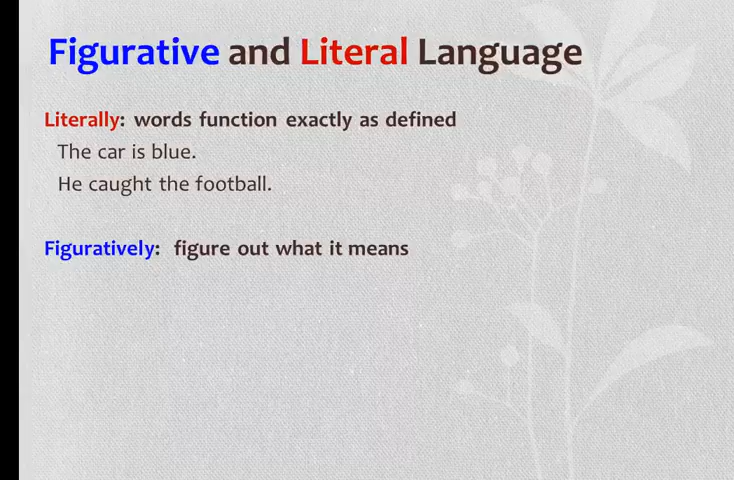 Figurative and Literal Language
Literally: words function exactly as defined
The car is blue.
He caught the football.
Figuratively: figure out what it means